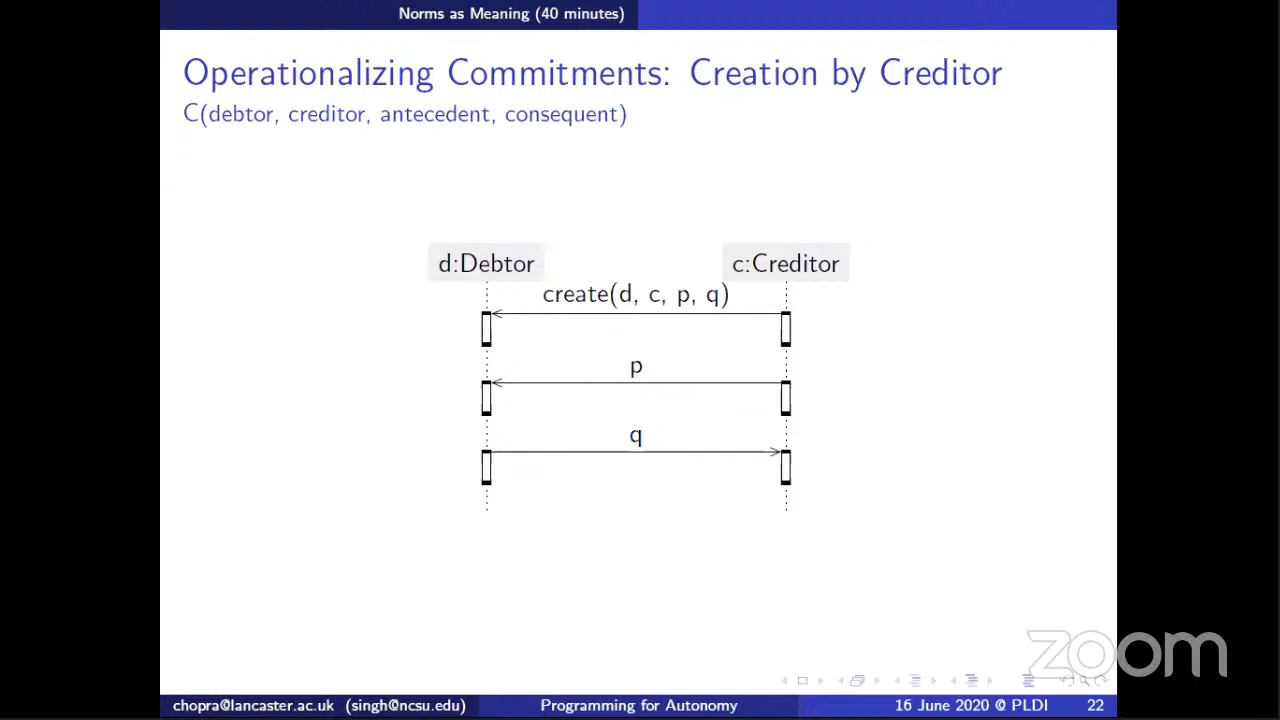 Norms as Meaning (40 minutes)
Operationalizing Commitments: Creation by Creditor
C(debtor, creditor, antecedent, consequent)
d:Debtor c:Creditor
create(d, c, p, q)
p
q
zoom
chopra@lancaster.ac.uk (singh@ncsu.edu) Programming for Autonomy 16 June 2020 @ PLDI 22